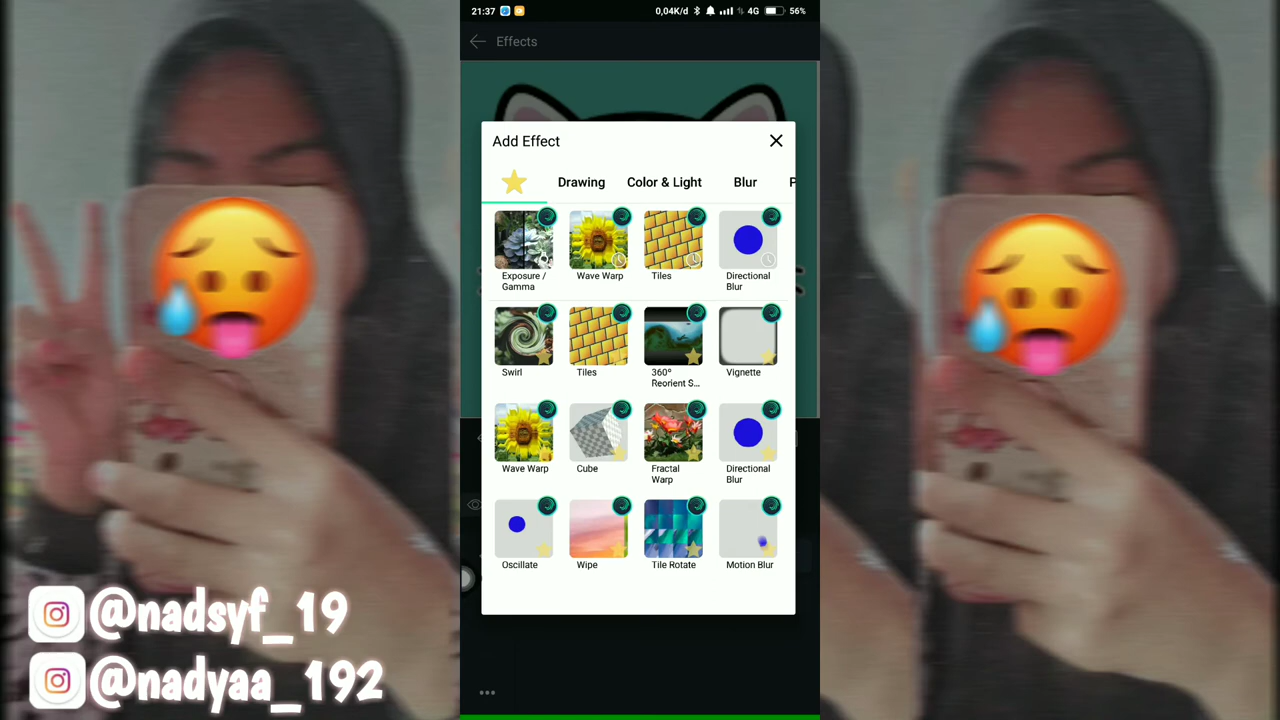 21:37 0,04K/d 4G 56%
Effects
Add Effect
Drawing Color & Light Blur P
Exposure / Gamma Wave Warp Tiles Directional Blur
Swirl Tiles 360° Reorient S... Vignette
Wave Warp Cube Fractal Warp Directional Blur
Oscillate Wipe Tile Rotate Motion Blur
@nadsyf_19
@nadyaa_192